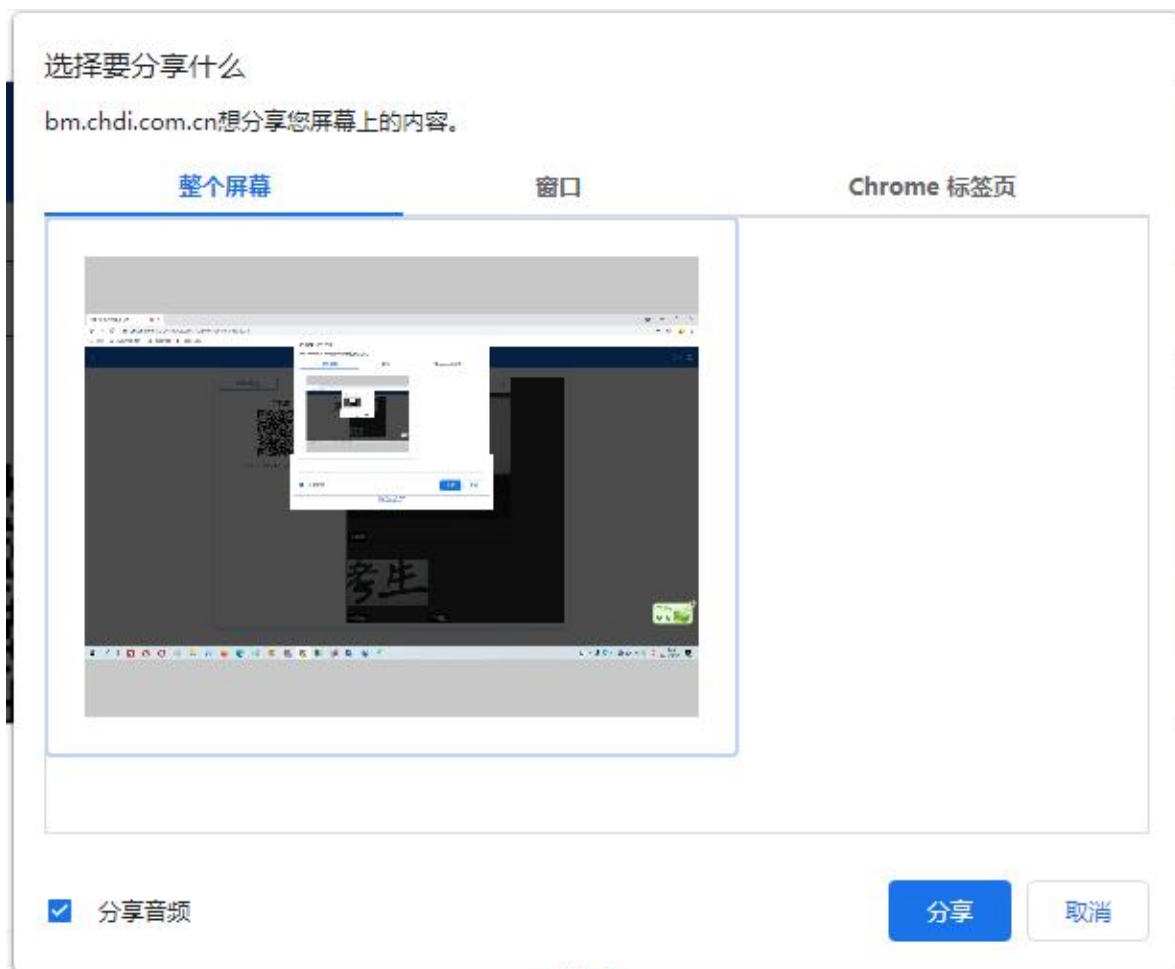 选择要分享什么
bm.chdi.com.cn想分享您屏幕上的内容。
整个屏幕
窗口
Chrome 标签页
考生
分享音频
分享
取消